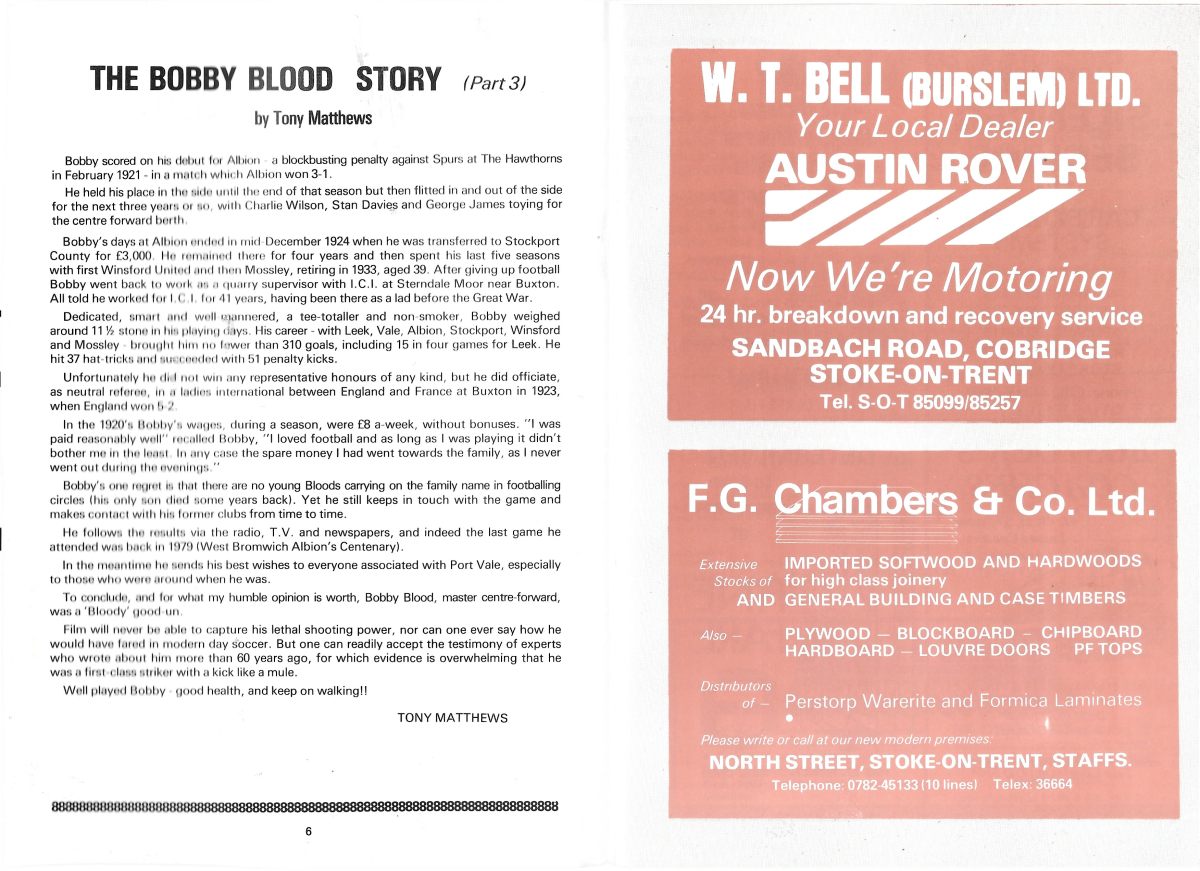 THE BOBBY BLOOD STORY (Part 3)
by Tony Matthews
Bobby scored on his debut for Albion - a blockbusting penalty against Spurs at The Hawthorns
in February 1921 - in a match which Albion won 3-1.
He held his place in the side until the end of that season but then flitted in and out of the side
for the next three years or so, with Charlie Wilson, Stan Davies and George James toying for
the centre forward berth.
Bobby's days at Albion ended in mid-December 1924 when he was transferred to Stockport
County for £3,000. He remained there for four years and then spent his last five seasons
with first Winsford United and then Mossley, retiring in 1933, aged 39. After giving up football
Bobby went back to work as a quarry supervisor with I.C.I. at Sterndale Moor near Buxton.
All told he worked for I.C.I. for 41 years, having been there as a lad before the Great War.
Dedicated, smart and well mannered, a tee-totaller and non-smoker, Bobby weighed
around 11½ stone in his playing days. His career - with Leek, Vale, Albion, Stockport, Winsford
and Mossley - brought him no fewer than 310 goals, including 15 in four games for Leek. He
hit 37 hat-tricks and succeeded with 51 penalty kicks.
Unfortunately he did not win any representative honours of any kind, but he did officiate,
as neutral referee, in a ladies international between England and France at Buxton in 1923,
when England won 5-2.
In the 1920's Bobby's wages, during a season, were £8 a-week, without bonuses. "I was
paid reasonably well" recalled Bobby, "I loved football and as long as I was playing it didn't
bother me in the least. In any case the spare money I had went towards the family, as I never
went out during the evenings."
Bobby's one regret is that there are no young Bloods carrying on the family name in footballing
circles (his only son died some years back). Yet he still keeps in touch with the game and
makes contact with his former clubs from time to time.
He follows the results via the radio, T.V. and newspapers, and indeed the last game he
attended was back in 1979 (West Bromwich Albion's Centenary).
In the meantime he sends his best wishes to everyone associated with Port Vale, especially
to those who were around when he was.
To conclude, and for what my humble opinion is worth, Bobby Blood, master centre-forward,
was a 'Bloody' good-un.
Film will never be able to capture his lethal shooting power, nor can one ever say how he
would have fared in modern day soccer. But one can readily accept the testimony of experts
who wrote about him more than 60 years ago, for which evidence is overwhelming that he
was a first-class striker with a kick like a mule.
Well played Bobby - good health, and keep on walking!!
TONY MATTHEWS
6
W. T. BELL (BURSLEM) LTD.
Your Local Dealer
AUSTIN ROVER
Now We're Motoring
24 hr. breakdown and recovery service
SANDBACH ROAD, COBRIDGE
STOKE-ON-TRENT
Tel. S-O-T 85099/85257
F.G. Chambers & Co. Ltd.
Extensive IMPORTED SOFTWOOD AND HARDWOODS
Stocks of for high class joinery
AND GENERAL BUILDING AND CASE TIMBERS
Also – PLYWOOD – BLOCKBOARD – CHIPBOARD
HARDBOARD – LOUVRE DOORS PF TOPS
Distributors
of – Perstorp Warerite and Formica Laminates
Please write or call at our new modern premises:
NORTH STREET, STOKE-ON-TRENT, STAFFS.
Telephone: 0782-45133 (10 lines) Telex: 36664